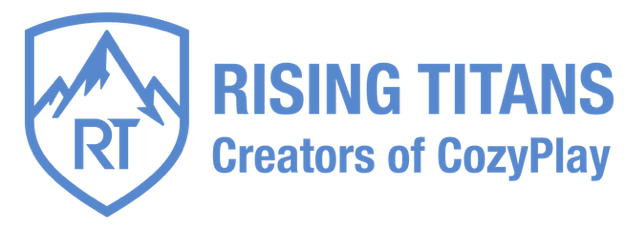 RT
RISING TITANS
Creators of CozyPlay